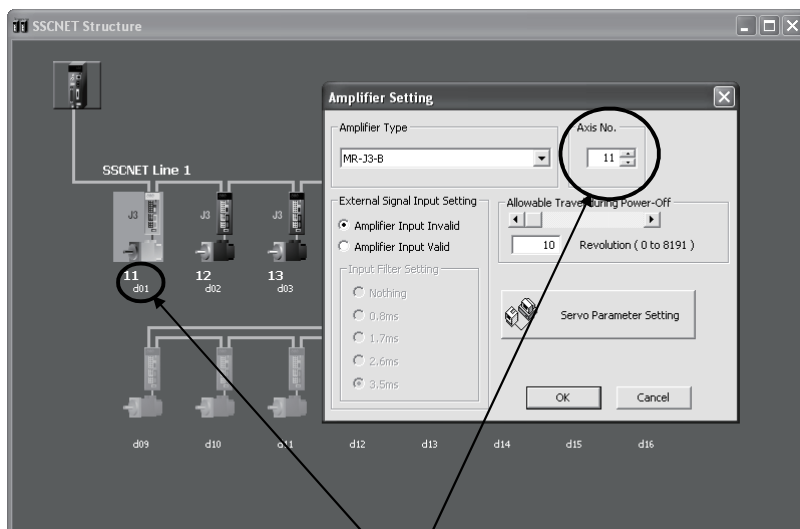 SSCNET Structure
SSCNET Line 1
J3
J3
J3
11
12
13
d01
d02
d03
d09
d10
d11
d12
d13
d14
d15
d16
Amplifier Setting
Amplifier Type
MR-J3-B
Axis No.
11
External Signal Input Setting
Amplifier Input Invalid
Amplifier Input Valid
Input Filter Setting
Nothing
0.8ms
1.7ms
2.6ms
3.5ms
Allowable Travel during Power-Off
10 Revolution ( 0 to 8191 )
Servo Parameter Setting
OK
Cancel